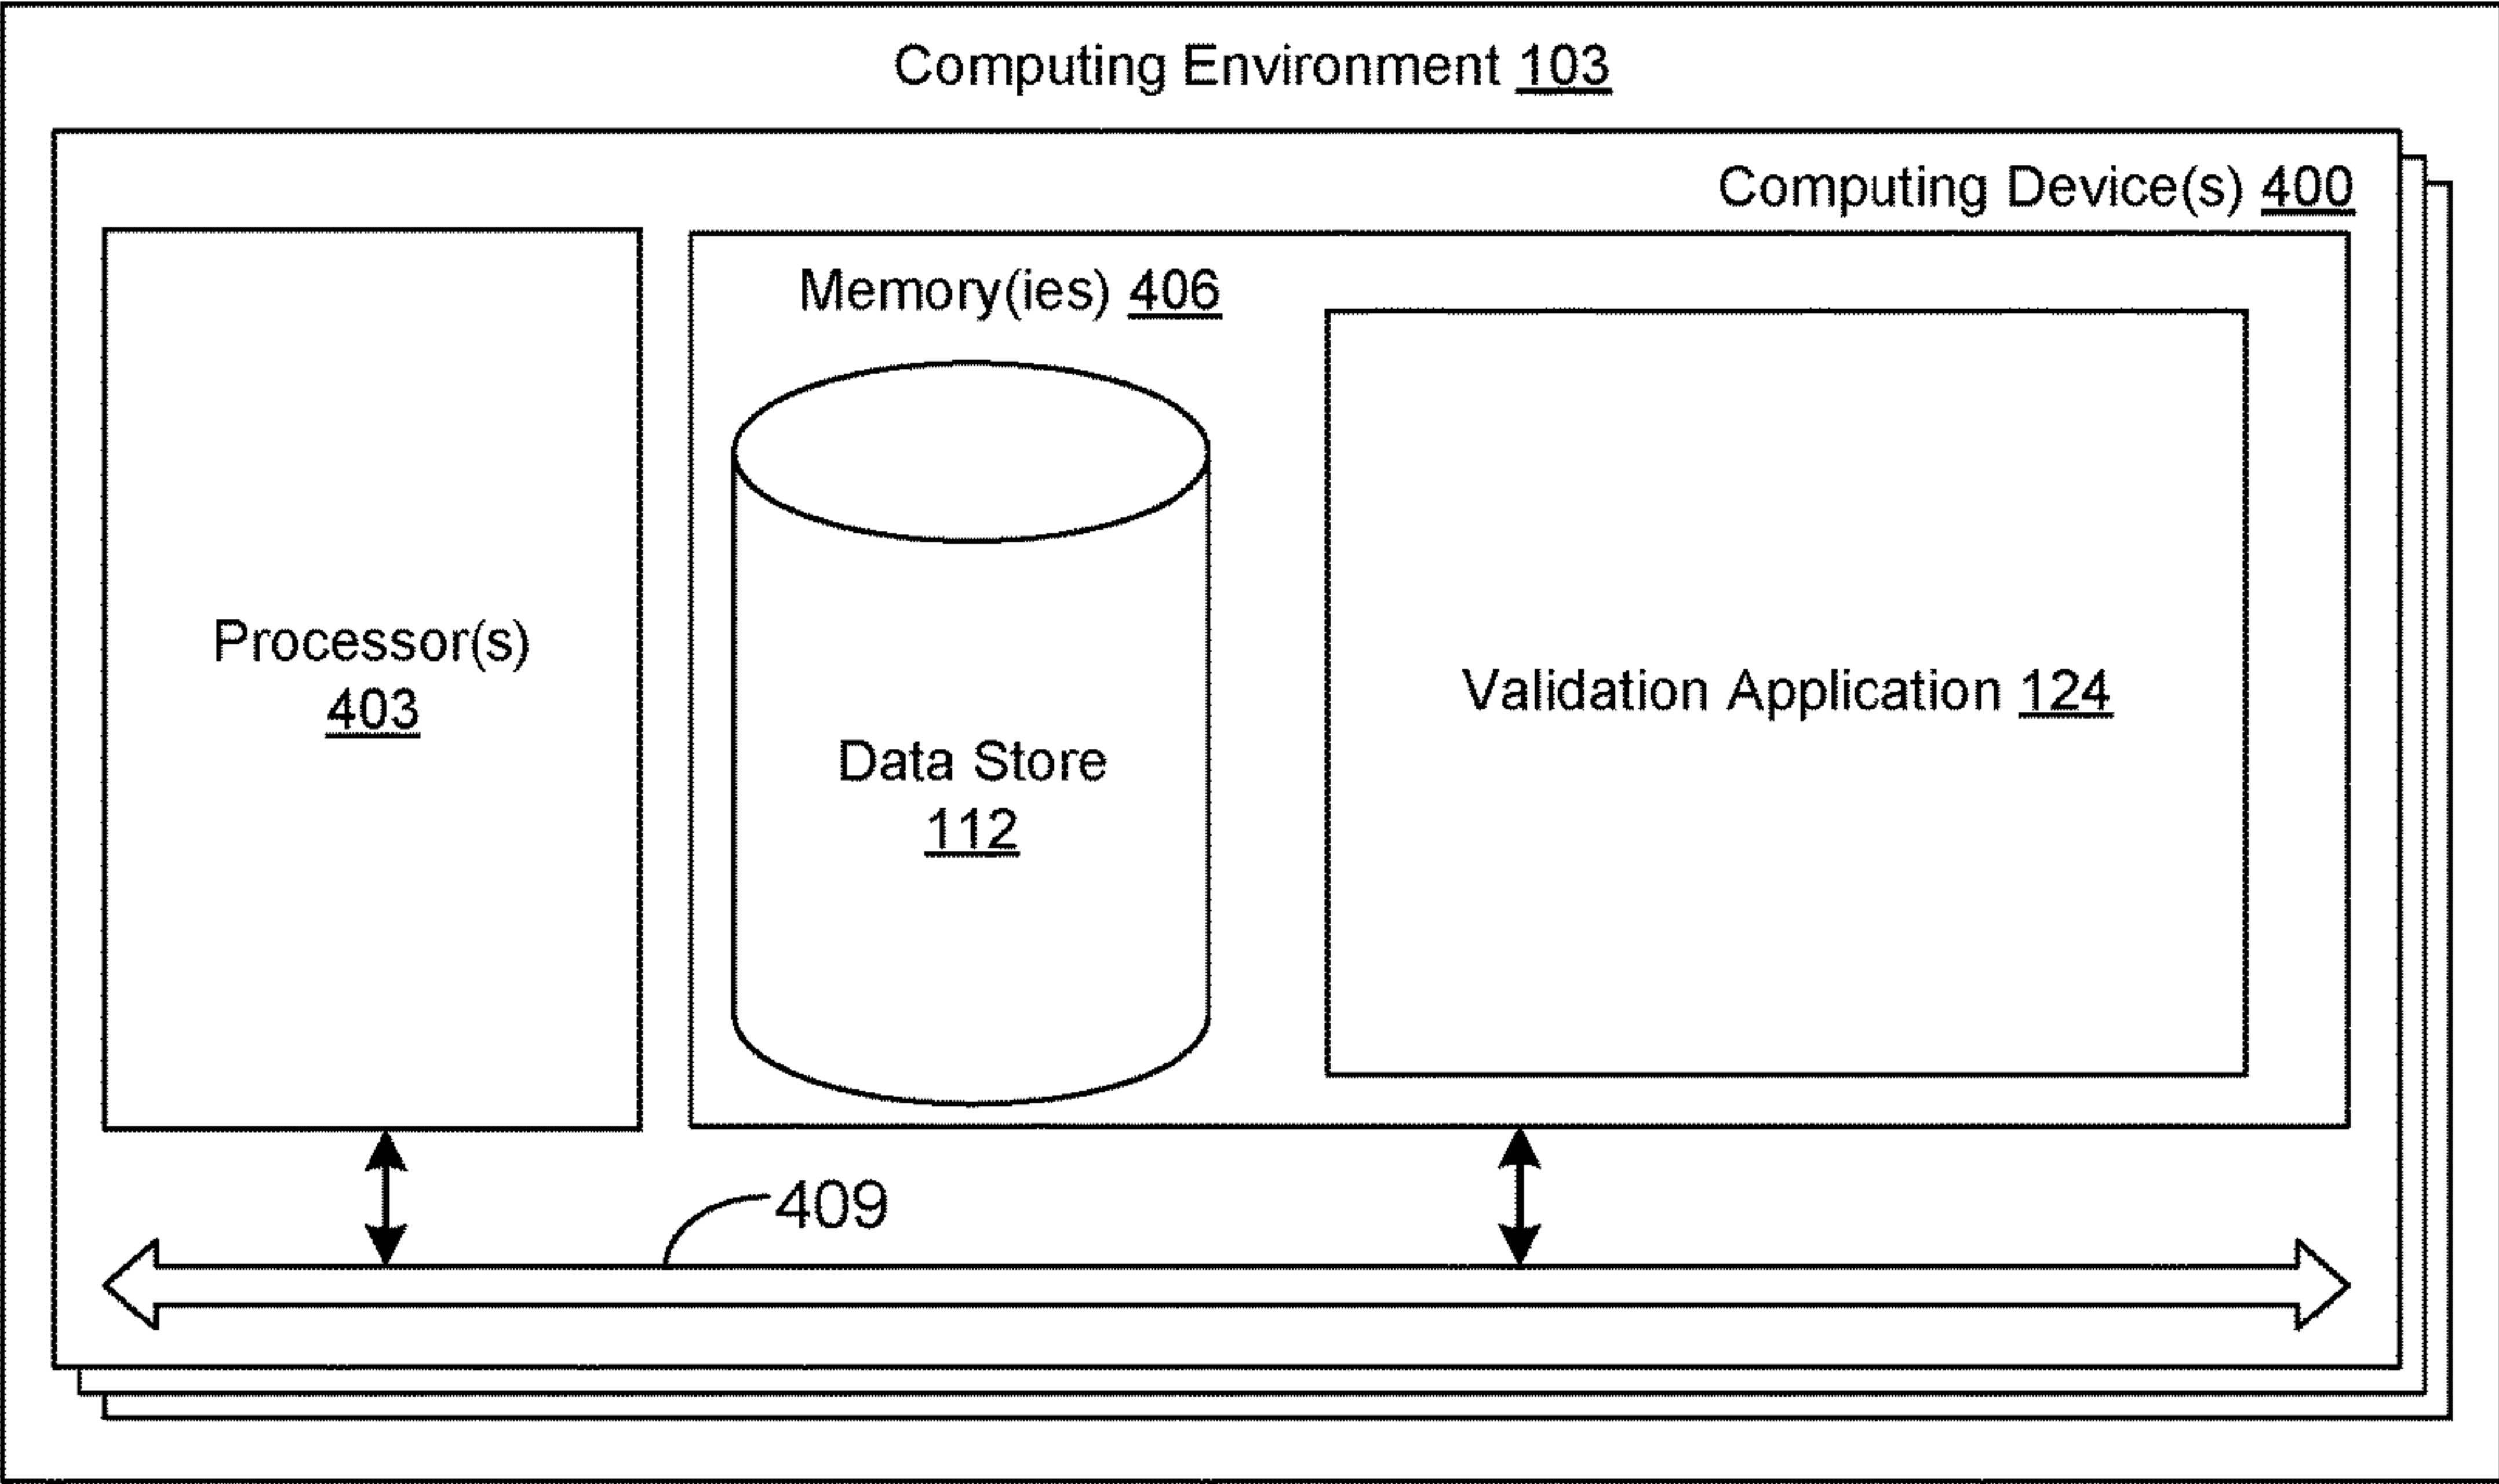 Computing Environment 103
Computing Device(s) 400
Memory(ies) 406
Processor(s)
403
Validation Application 124
Data Store
112
409